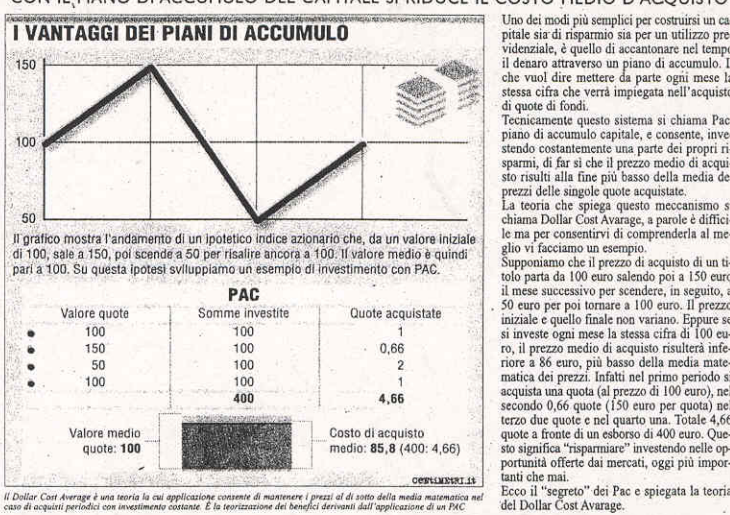 CON IL PIANO DI ACCUMULO DEL CAPITALE SI RIDUCE IL COSTO MEDIO D'ACQUISTO
I VANTAGGI DEI PIANI DI ACCUMULO
150
100
50
Il grafico mostra l'andamento di un ipotetico indice azionario che, da un valore iniziale
di 100, sale a 150, poi scende a 50 per risalire ancora a 100. Il valore medio è quindi
pari a 100. Su questa ipotesi sviluppiamo un esempio di investimento con PAC.
PAC
Valore quote Somme investite Quote acquistate
100 100 1
150 100 0,66
50 100 2
100 100 1
400 4,66
Valore medio
quote: 100
Costo di acquisto
medio: 85,8 (400: 4,66)
CENTIMETRI.it
Il Dollar Cost Average è una teoria la cui applicazione consente di mantenere i prezzi al di sotto della media matematica nel
caso di acquisti periodici con investimento costante. È la teorizzazione dei benefici derivanti dall'applicazione di un PAC
Uno dei modi più semplici per costruirsi un ca
pitale sia di risparmio sia per un utilizzo pre
videnziale, è quello di accantonare nel tempo
il denaro attraverso un piano di accumulo. I
che vuol dire mettere da parte ogni mese la
stessa cifra che verrà impiegata nell'acquisto
di quote di fondi.
Tecnicamente questo sistema si chiama Pac
piano di accumulo capitale, e consente, inve
stendo costantemente una parte dei propri ri
sparmi, di far sì che il prezzo medio di acqui
sto risulti alla fine più basso della media de
prezzi delle singole quote acquistate.
La teoria che spiega questo meccanismo s
chiama Dollar Cost Avarage, a parole è diffici
le ma per consentirvi di comprenderla al me
glio vi facciamo un esempio.
Supponiamo che il prezzo di acquisto di un ti
tolo parta da 100 euro salendo poi a 150 euro
il mese successivo per scendere, in seguito, a
50 euro per poi tornare a 100 euro. Il prezzo
iniziale e quello finale non variano. Eppure se
si investe ogni mese la stessa cifra di 100 eu
ro, il prezzo medio di acquisto risulterà infe
riore a 86 euro, più basso della media mate
matica dei prezzi. Infatti nel primo periodo si
acquista una quota (al prezzo di 100 euro), nel
secondo 0,66 quote (150 euro per quota) nel
terzo due quote e nel quarto una. Totale 4,66
quote a fronte di un esborso di 400 euro. Que
sto significa "risparmiare" investendo nelle op
portunità offerte dai mercati, oggi più impor
tanti che mai.
Ecco il "segreto" dei Pac e spiegata la teoria
del Dollar Cost Avarage.